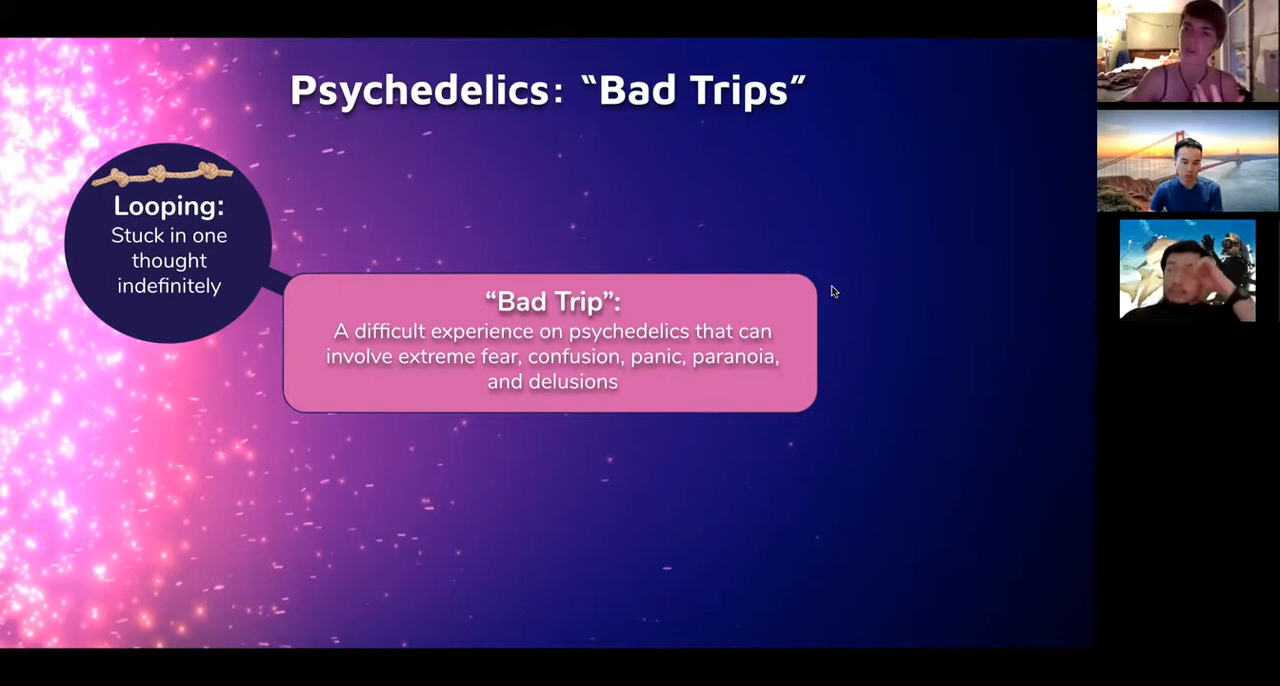 Psychedelics: “Bad Trips”
Looping:
Stuck in one
thought
indefinitely
“Bad Trip”:
A difficult experience on psychedelics that can
involve extreme fear, confusion, panic, paranoia,
and delusions